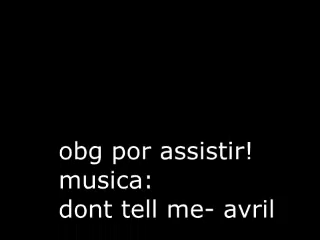 obg por assistir!
musica:
dont tell me- avril